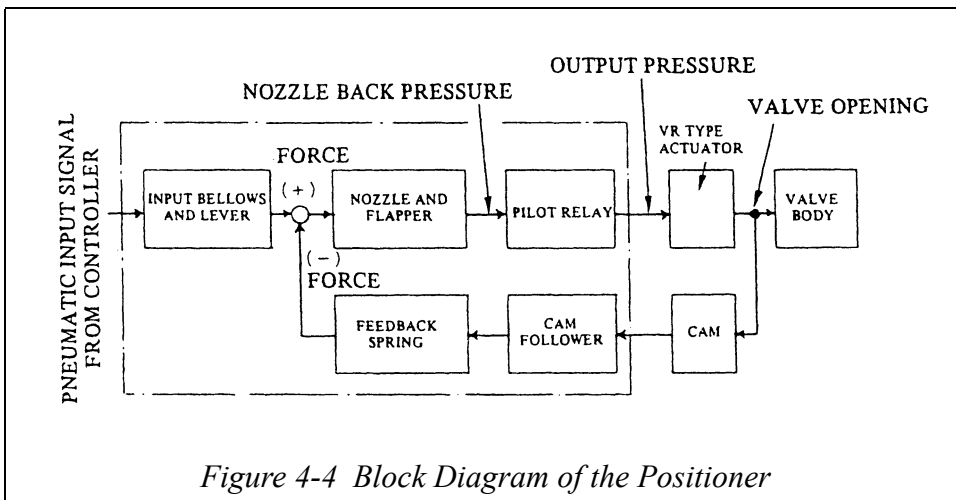 OUTPUT PRESSURE
NOZZLE BACK PRESSURE
VALVE OPENING
PNEUMATIC INPUT SIGNAL
FROM CONTROLLER
FORCE
(+)
VR TYPE
ACTUATOR
INPUT BELLOWS
AND LEVER
NOZZLE AND
FLAPPER
PILOT RELAY
VALVE
BODY
(−)
FORCE
FEEDBACK
SPRING
CAM
FOLLOWER
CAM
Figure 4-4 Block Diagram of the Positioner